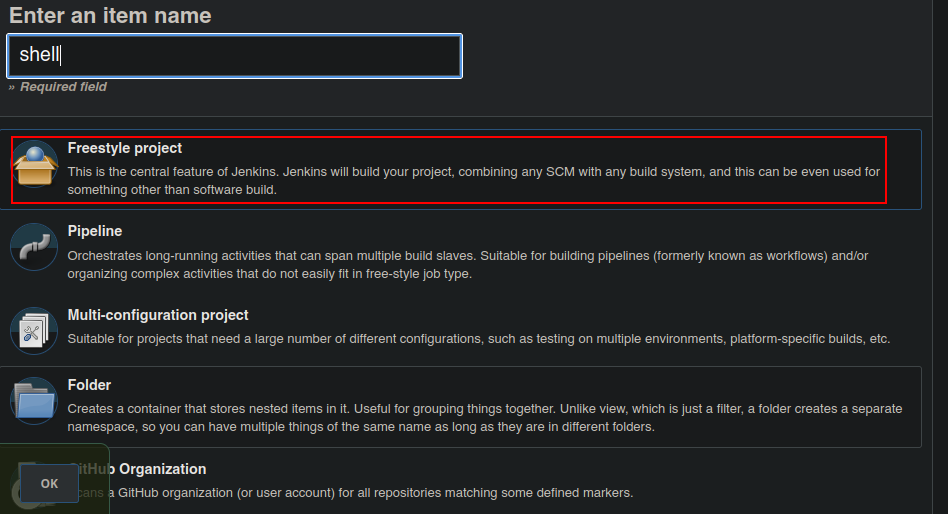 Enter an item name
shell
» Required field
Freestyle project
This is the central feature of Jenkins. Jenkins will build your project, combining any SCM with any build system, and this can be even used for
something other than software build.
Pipeline
Orchestrates long-running activities that can span multiple build slaves. Suitable for building pipelines (formerly known as workflows) and/or
organizing complex activities that do not easily fit in free-style job type.
Multi-configuration project
Suitable for projects that need a large number of different configurations, such as testing on multiple environments, platform-specific builds, etc.
Folder
Creates a container that stores nested items in it. Useful for grouping things together. Unlike view, which is just a filter, a folder creates a separate
namespace, so you can have multiple things of the same name as long as they are in different folders.
GitHub Organization
OK
a GitHub organization (or user account) for all repositories matching some defined markers.